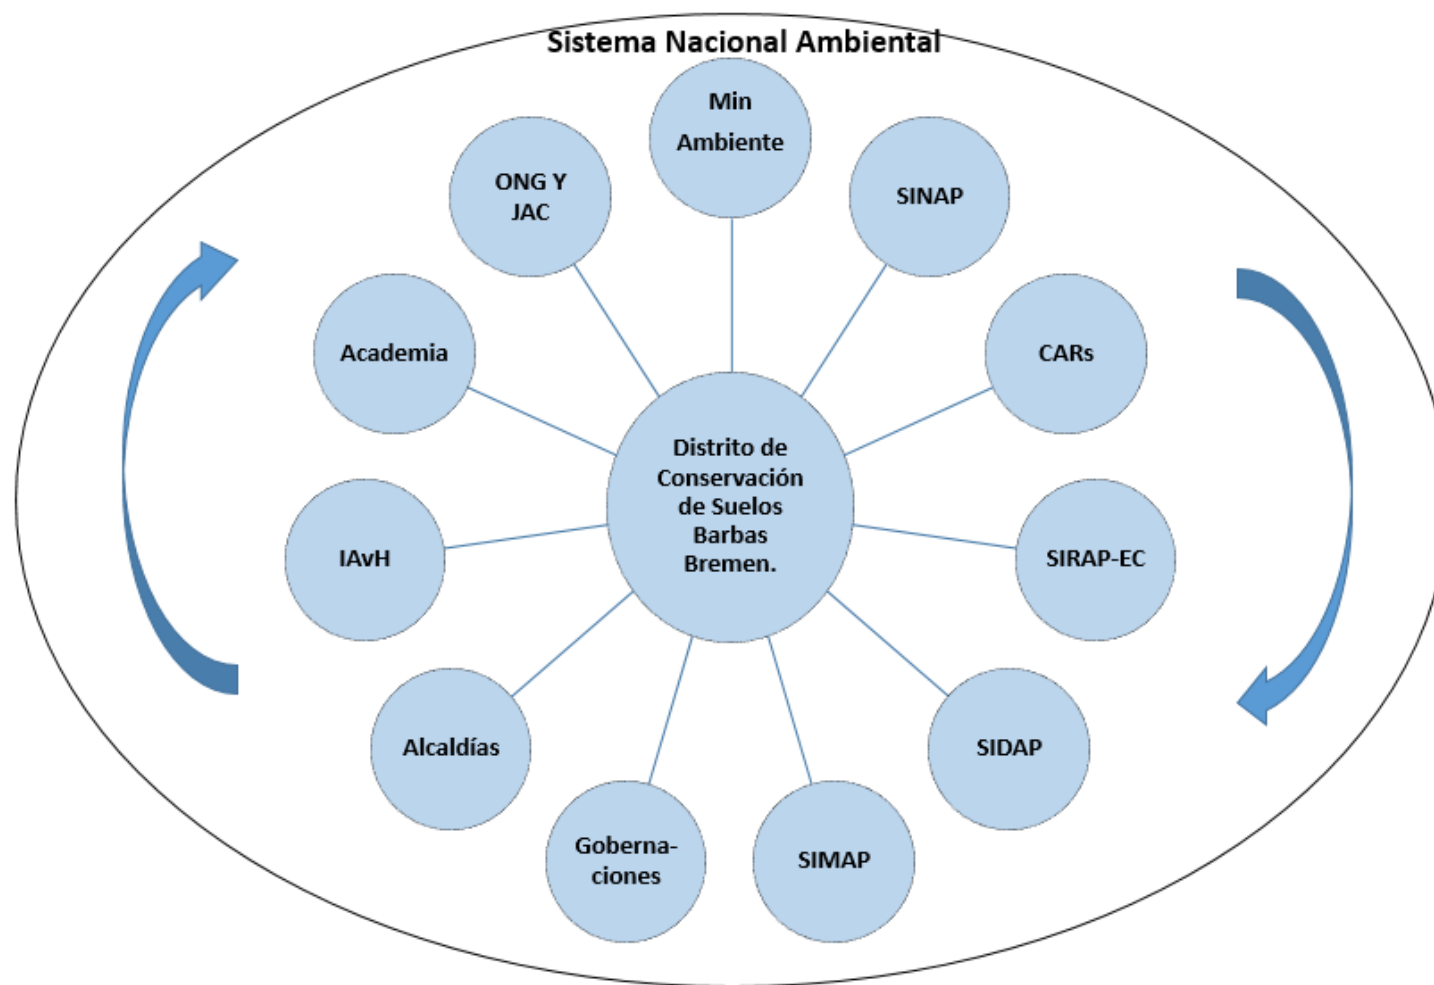 Sistema Nacional Ambiental
Min
Ambiente
SINAP
CARs
SIRAP-EC
SIDAP
SIMAP
Goberna-
ciones
Alcaldías
IAvH
Academia
ONG Y
JAC
Distrito de
Conservación
de Suelos
Barbas
Bremen.